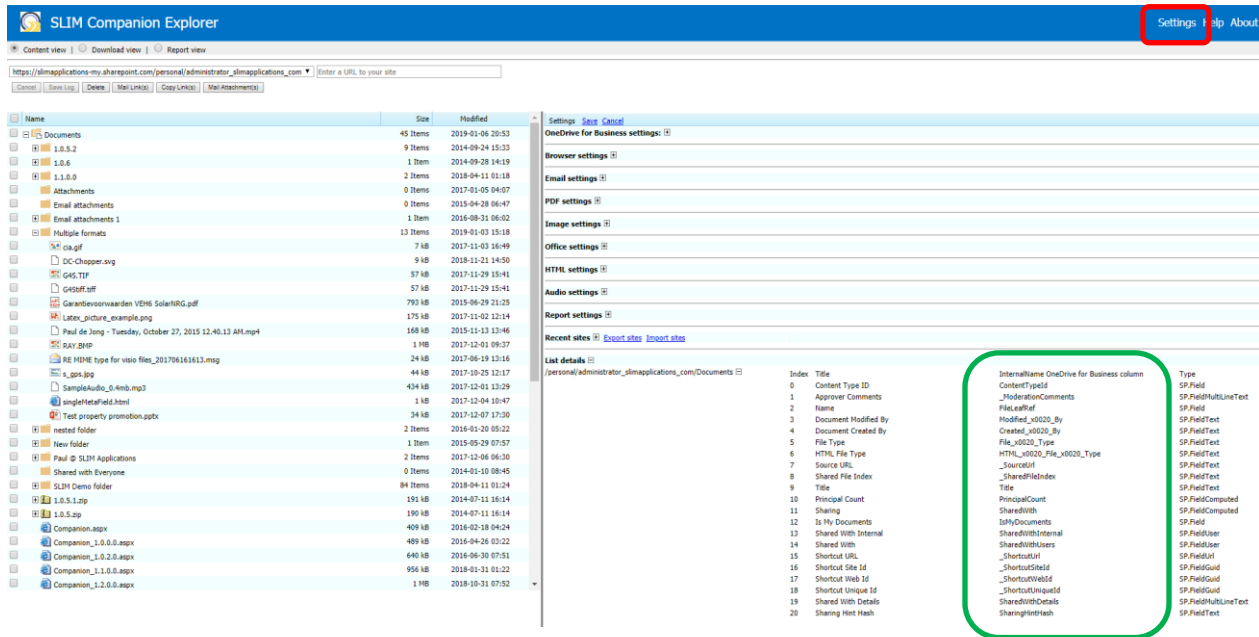 SLIM Companion Explorer
Settings Help About
Content view | Download view | Report view
https://slimapplications-my.sharepoint.com/personal/administrator_slimapplications_com Enter a URL to your site
Cancel Save Log Delete Mail Link(s) Copy Link(s) Mail Attachment(s)
Name Size Modified
Documents 45 Items 2019-01-06 20:53
1.0.5.2 9 Items 2014-09-24 15:33
1.0.6 1 Item 2014-09-28 14:19
1.1.0.0 2 Items 2018-04-11 01:18
Attachments 0 Items 2017-01-05 04:07
Email attachments 0 Items 2015-04-28 06:47
Email attachments 1 1 Item 2016-08-31 06:02
Multiple formats 13 Items 2019-01-03 15:18
cia.gif 7 kB 2017-11-03 16:49
DC-Chopper.svg 9 kB 2018-11-21 14:50
G4S.TIF 57 kB 2017-11-29 15:41
G4Stiff.tiff 57 kB 2017-11-29 15:41
Garantievoorwaarden VEH6 SolarNRG.pdf 793 kB 2015-06-29 21:25
Latex_picture_example.png 175 kB 2017-11-02 12:14
Paul de Jong - Tuesday, October 27, 2015 12.40.13 AM.mp4 168 kB 2015-11-13 13:46
RAY.BMP 1 MB 2017-12-01 09:37
RE MIME type for visio files_201706161613.msg 24 kB 2017-06-19 13:16
s_gps.jpg 44 kB 2017-10-25 12:17
SampleAudio_0.4mb.mp3 434 kB 2017-12-01 13:29
singleMetaField.html 1 kB 2017-12-04 10:47
Test property promotion.pptx 34 kB 2017-12-07 17:30
nested folder 2 Items 2016-01-20 05:22
New folder 1 Item 2015-05-29 07:57
Paul @ SLIM Applications 2 Items 2017-12-06 06:30
Shared with Everyone 0 Items 2014-01-10 08:45
SLIM Demo folder 84 Items 2018-04-11 01:24
1.0.5.1.zip 191 kB 2014-07-11 16:14
1.0.5.zip 190 kB 2014-07-11 16:14
Companion.aspx 409 kB 2016-02-18 04:24
Companion_1.0.0.0.aspx 489 kB 2016-04-26 03:22
Companion_1.0.2.0.aspx 640 kB 2016-06-30 07:51
Companion_1.1.0.0.aspx 956 kB 2018-01-31 01:22
Companion_1.2.0.0.aspx 1 MB 2018-10-31 07:52
Settings Save Cancel
OneDrive for Business settings:
Browser settings
Email settings
PDF settings
Image settings
Office settings
HTML settings
Audio settings
Report settings
Recent sites Export sites Import sites
List details
/personal/administrator_slimapplications_com/Documents
Index Title InternalName OneDrive for Business column Type
0 Content Type ID ContentTypeId SP.Field
1 Approver Comments _ModerationComments SP.FieldMultiLineText
2 Name FileLeafRef SP.Field
3 Document Modified By Modified_x0020_By SP.FieldText
4 Document Created By Created_x0020_By SP.FieldText
5 File Type File_x0020_Type SP.FieldText
6 HTML File Type HTML_x0020_File_x0020_Type SP.FieldText
7 Source URL _SourceUrl SP.FieldText
8 Shared File Index _SharedFileIndex SP.FieldText
9 Title Title SP.FieldText
10 Principal Count PrincipalCount SP.FieldComputed
11 Sharing SharedWith SP.FieldComputed
12 Is My Documents IsMyDocuments SP.Field
13 Shared With Internal SharedWithInternal SP.FieldUser
14 Shared With SharedWithUsers SP.FieldUser
15 Shortcut URL _ShortcutUrl SP.FieldUrl
16 Shortcut Site Id _ShortcutSiteId SP.FieldGuid
17 Shortcut Web Id _ShortcutWebId SP.FieldGuid
18 Shortcut Unique Id _ShortcutUniqueId SP.FieldGuid
19 Shared With Details SharedWithDetails SP.FieldMultiLineText
20 Sharing Hint Hash SharingHintHash SP.FieldText